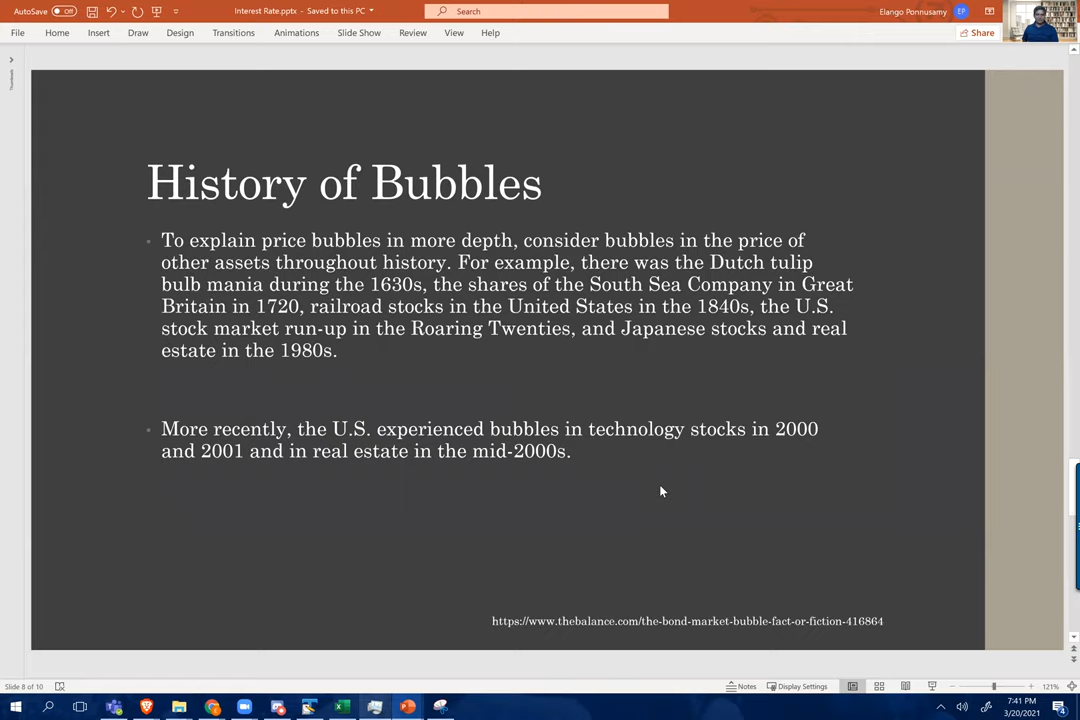 AutoSave Off Interest Rate.pptx - Saved to this PC Search Elango Ponnusamy EP
File Home Insert Draw Design Transitions Animations Slide Show Review View Help Share
Thumbnails
History of Bubbles
• To explain price bubbles in more depth, consider bubbles in the price of
other assets throughout history. For example, there was the Dutch tulip
bulb mania during the 1630s, the shares of the South Sea Company in Great
Britain in 1720, railroad stocks in the United States in the 1840s, the U.S.
stock market run-up in the Roaring Twenties, and Japanese stocks and real
estate in the 1980s.
• More recently, the U.S. experienced bubbles in technology stocks in 2000
and 2001 and in real estate in the mid-2000s.
https://www.thebalance.com/the-bond-market-bubble-fact-or-fiction-416864
Slide 8 of 10 Notes Display Settings 121%
7:41 PM
3/20/2021
4